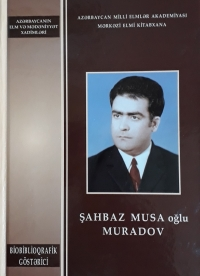 AZƏRBAYCANIN
ELM VƏ MƏDƏNİYYƏT
XADİMLƏRİ
AZƏRBAYCAN MİLLİ ELMLƏR AKADEMİYASI
MƏRKƏZİ ELMİ KİTABXANA
ŞAHBAZ MUSA oğlu
MURADOV
BİOBİBLİOQRAFİK
GÖSTƏRİCİ